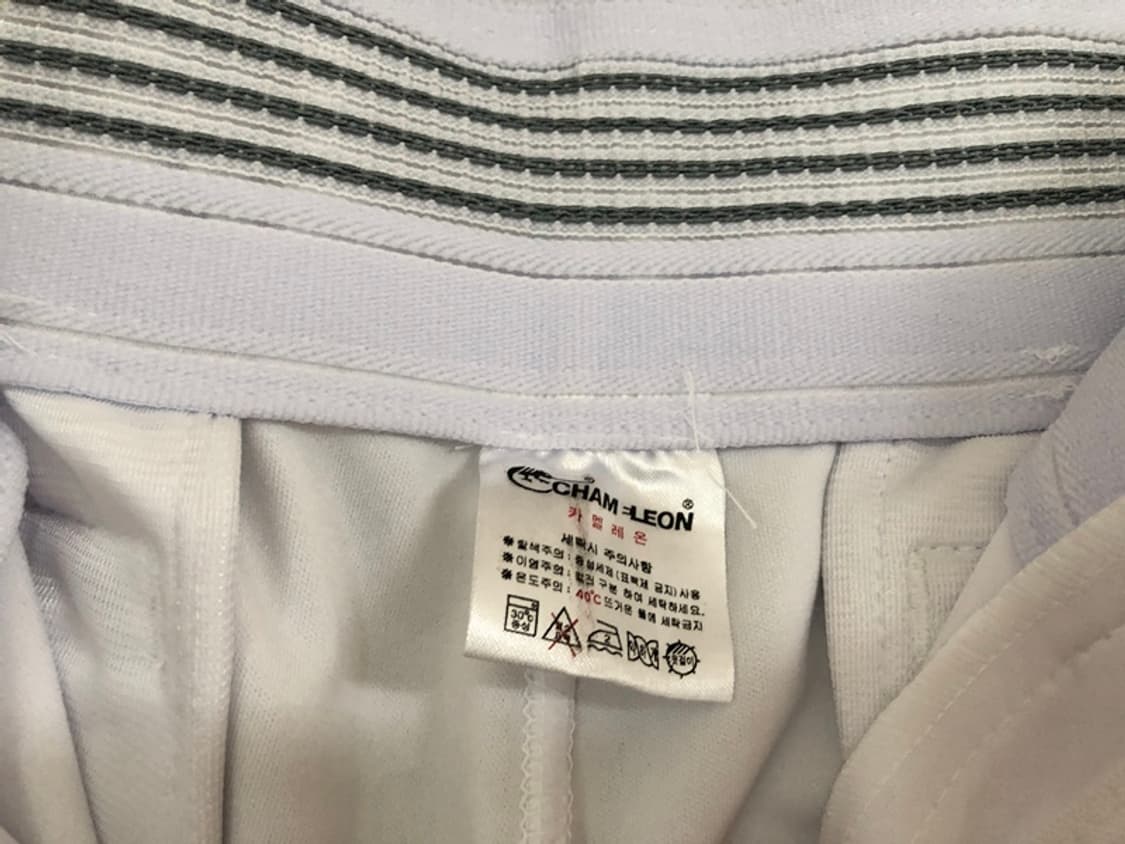 CHAMELEON®
카멜레온
세탁시 주의사항
※탈색주의 : 중성세제 (표백제 금지) 사용
※이염주의 : 구분 하여 세탁하세요.
※온도주의 : 40℃ 뜨거운 물에 세탁금지
30℃
중성
2